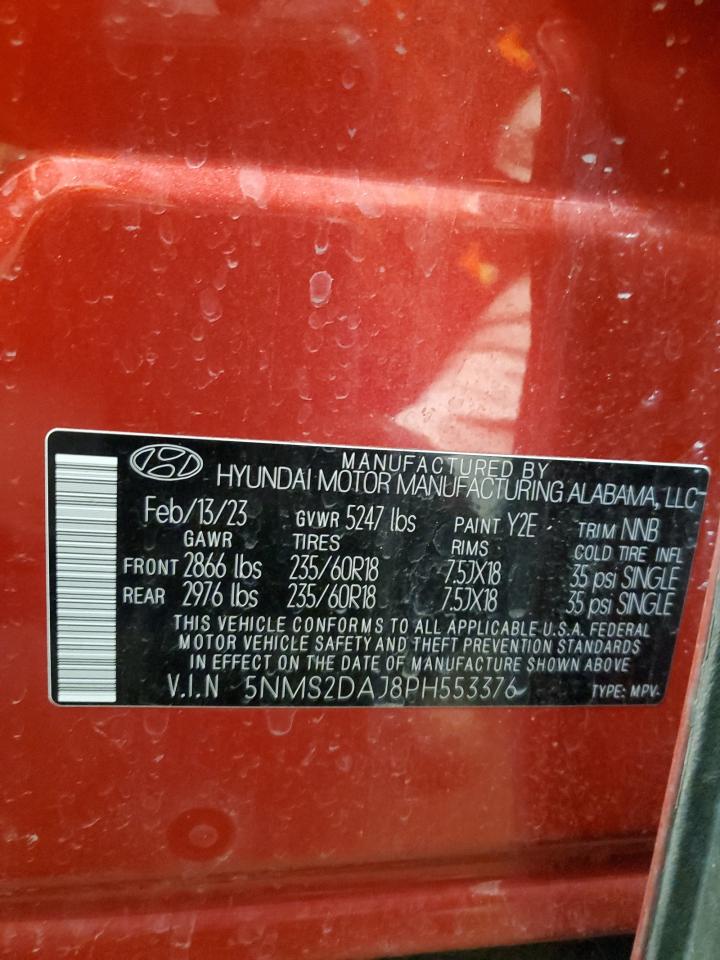 MANUFACTURED BY
HYUNDAI MOTOR MANUFACTURING ALABAMA, LLC
Feb/13/23 GVWR 5247 lbs PAINT Y2E TRIM NNB
GAWR TIRES RIMS COLD TIRE INFL
FRONT 2866 lbs 235/60R18 7.5JX18 35 psi SINGLE
REAR 2976 lbs 235/60R18 7.5JX18 35 psi SINGLE
THIS VEHICLE CONFORMS TO ALL APPLICABLE U.S.A. FEDERAL
MOTOR VEHICLE SAFETY AND THEFT PREVENTION STANDARDS
IN EFFECT ON THE DATE OF MANUFACTURE SHOWN ABOVE
V.I.N 5NMS2DAJ8PH553376 TYPE: MPV